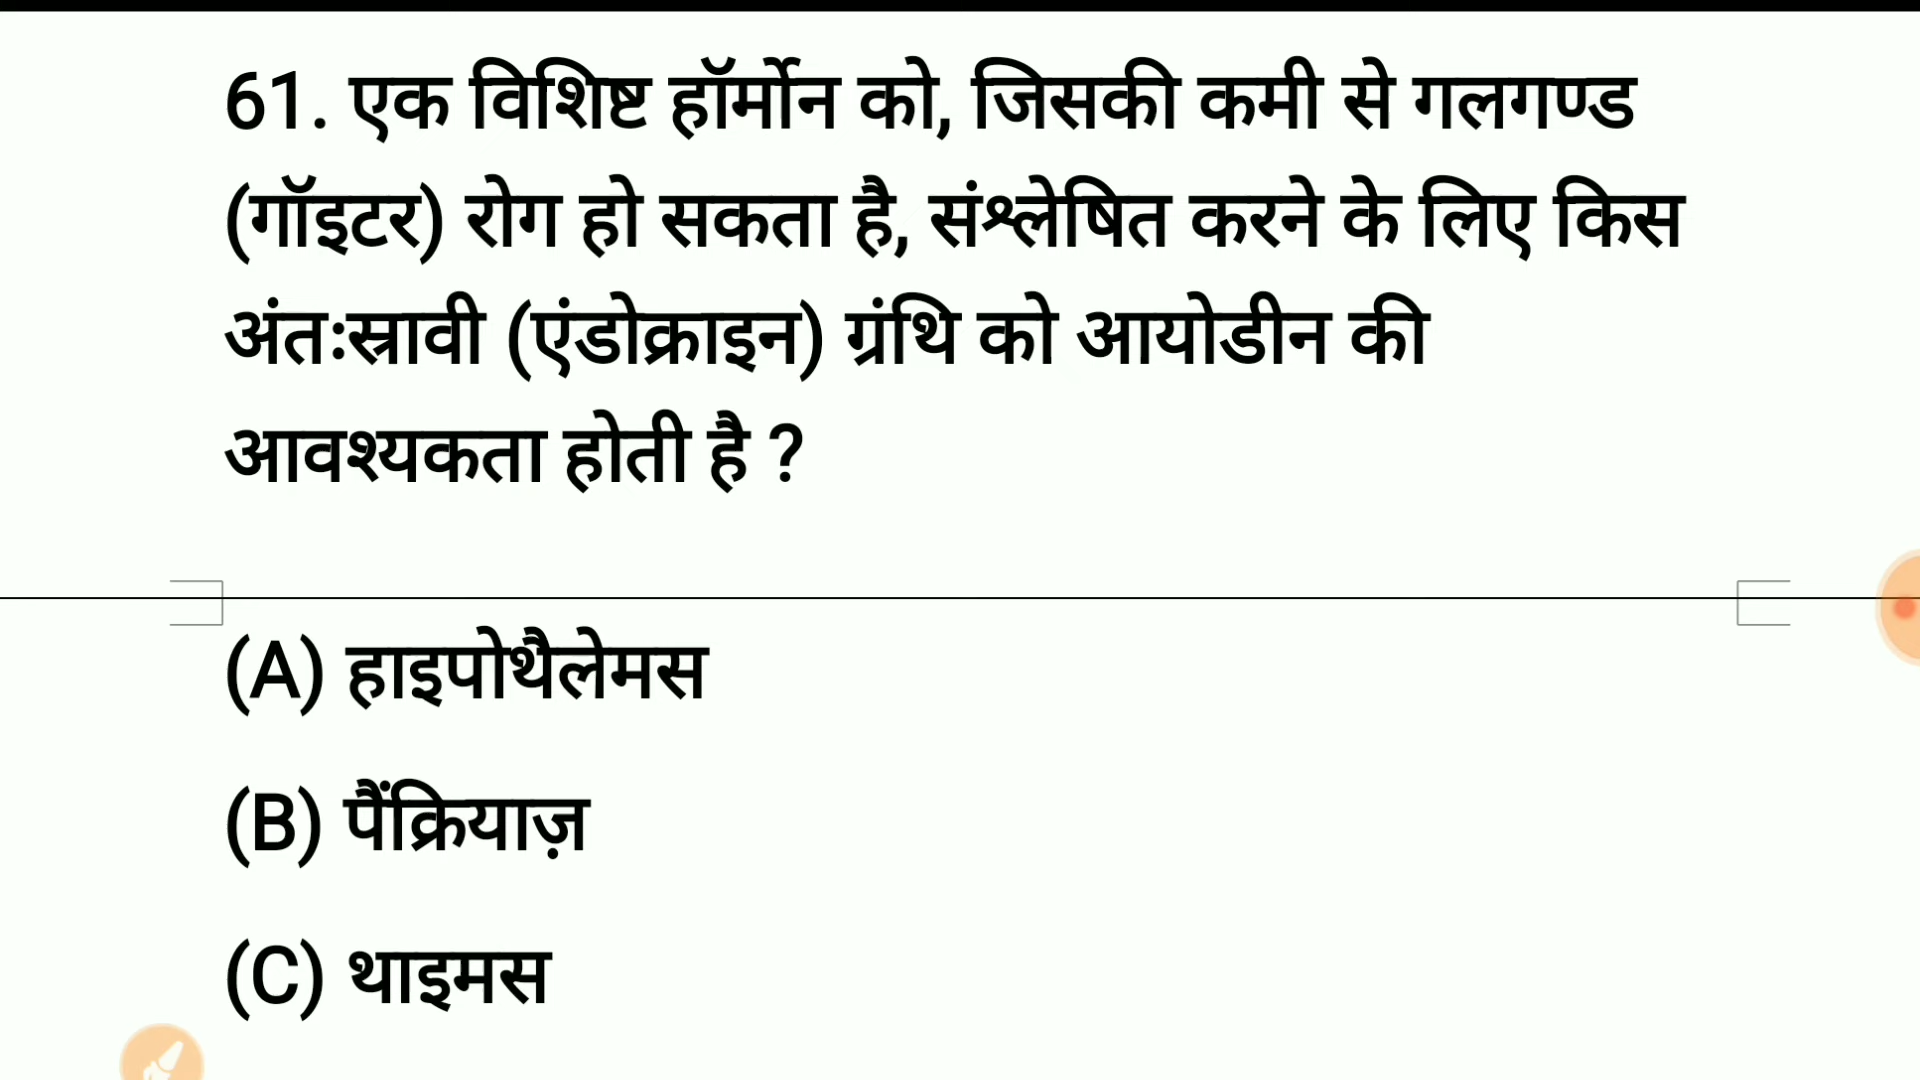 61. एक विशिष्ट हॉर्मोन को, जिसकी कमी से गलगण्ड
(गॉइटर) रोग हो सकता है, संश्लेषित करने के लिए किस
अंतःस्रावी (एंडोक्राइन) ग्रंथि को आयोडीन की
आवश्यकता होती है ?
(A) हाइपोथैलेमस
(B) पैंक्रियाज़
(C) थाइमस